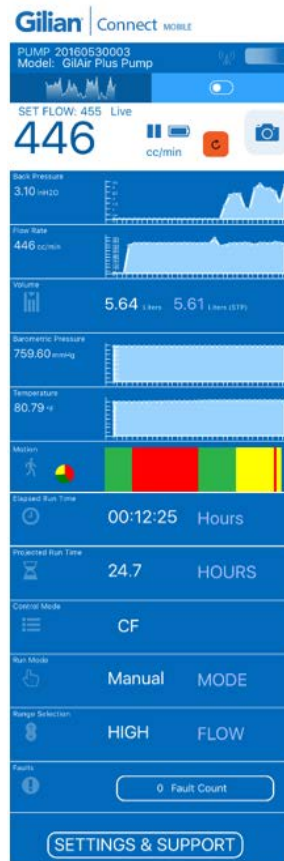 Gilian® Connect MOBILE
PUMP 20160530003
Model: GilAir Plus Pump
SET FLOW: 455 Live
446
cc/min
Back Pressure
3.10 inH2O
Flow Rate
446 cc/min
Volume
5.64 Liters 5.61 Liters (STP)
Barometric Pressure
759.60 mmHg
Temperature
80.79 °F
Motion
Elapsed Run Time
00:12:25 Hours
Projected Run Time
24.7 HOURS
Control Mode
CF
Run Mode
Manual MODE
Range Selection
HIGH FLOW
Faults
0 Fault Count
SETTINGS & SUPPORT